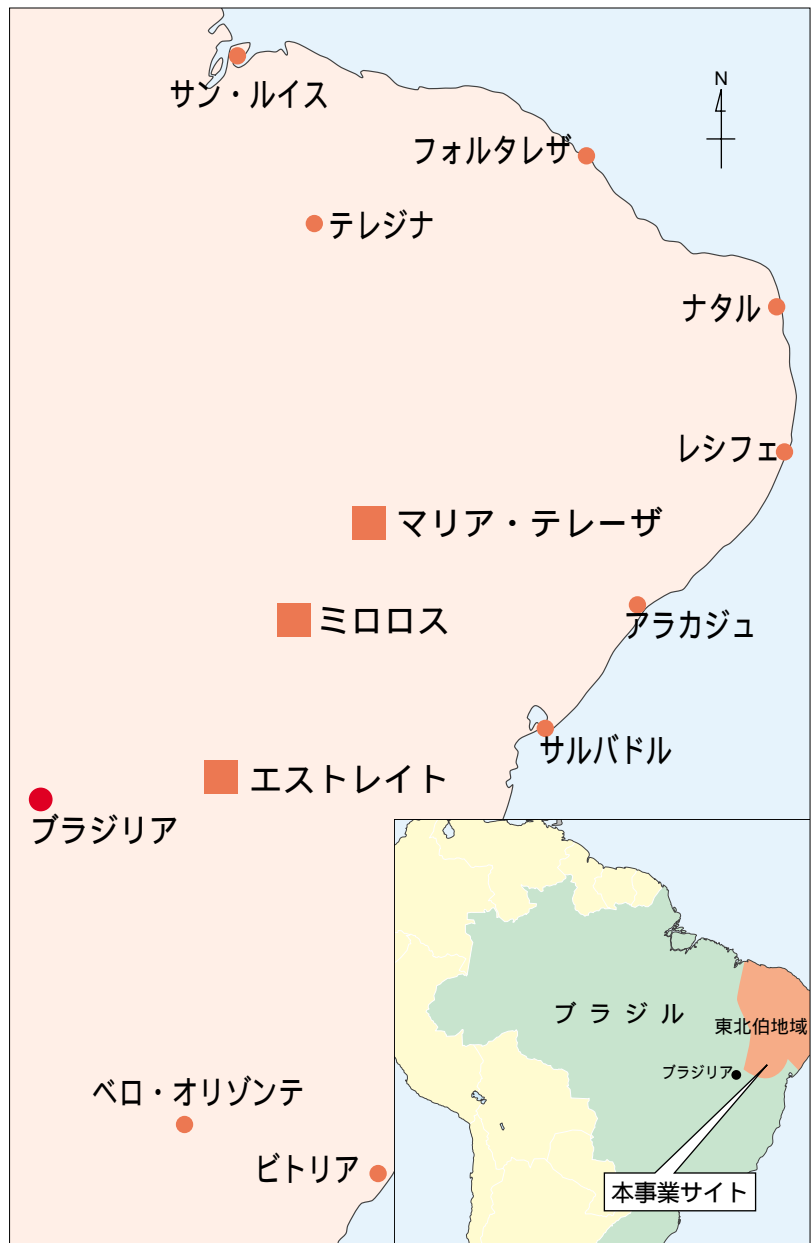 N
サン・ルイス
フォルタレザ
テレジナ
ナタル
レシフェ
マリア・テレーザ
ミロロス
アラカジュ
サルバドル
エストレイト
ブラジリア
ベロ・オリゾンテ
ビトリア
ブラジル
東北伯地域
ブラジリア
本事業サイト